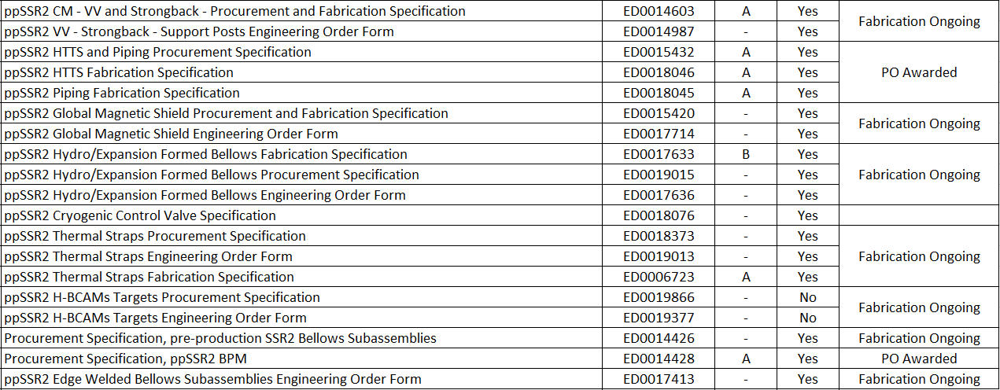 ppSSR2 CM - VV and Strongback - Procurement and Fabrication Specification ED0014603 A Yes Fabrication Ongoing
ppSSR2 VV - Strongback - Support Posts Engineering Order Form ED0014987 - Yes
ppSSR2 HTTS and Piping Procurement Specification ED0015432 A Yes
ppSSR2 HTTS Fabrication Specification ED0018046 A Yes PO Awarded
ppSSR2 Piping Fabrication Specification ED0018045 A Yes
ppSSR2 Global Magnetic Shield Procurement and Fabrication Specification ED0015420 - Yes Fabrication Ongoing
ppSSR2 Global Magnetic Shield Engineering Order Form ED0017714 - Yes
ppSSR2 Hydro/Expansion Formed Bellows Fabrication Specification ED0017633 B Yes
ppSSR2 Hydro/Expansion Formed Bellows Procurement Specification ED0019015 - Yes Fabrication Ongoing
ppSSR2 Hydro/Expansion Formed Bellows Engineering Order Form ED0017636 - Yes
ppSSR2 Cryogenic Control Valve Specification ED0018076 - Yes
ppSSR2 Thermal Straps Procurement Specification ED0018373 - Yes
ppSSR2 Thermal Straps Engineering Order Form ED0019013 - Yes Fabrication Ongoing
ppSSR2 Thermal Straps Fabrication Specification ED0006723 A Yes
ppSSR2 H-BCAMs Targets Procurement Specification ED0019866 - No Fabrication Ongoing
ppSSR2 H-BCAMs Targets Engineering Order Form ED0019377 - No
Procurement Specification, pre-production SSR2 Bellows Subassemblies ED0014426 - Yes Fabrication Ongoing
Procurement Specification, ppSSR2 BPM ED0014428 A Yes PO Awarded
ppSSR2 Edge Welded Bellows Subassemblies Engineering Order Form ED0017413 - Yes Fabrication Ongoing